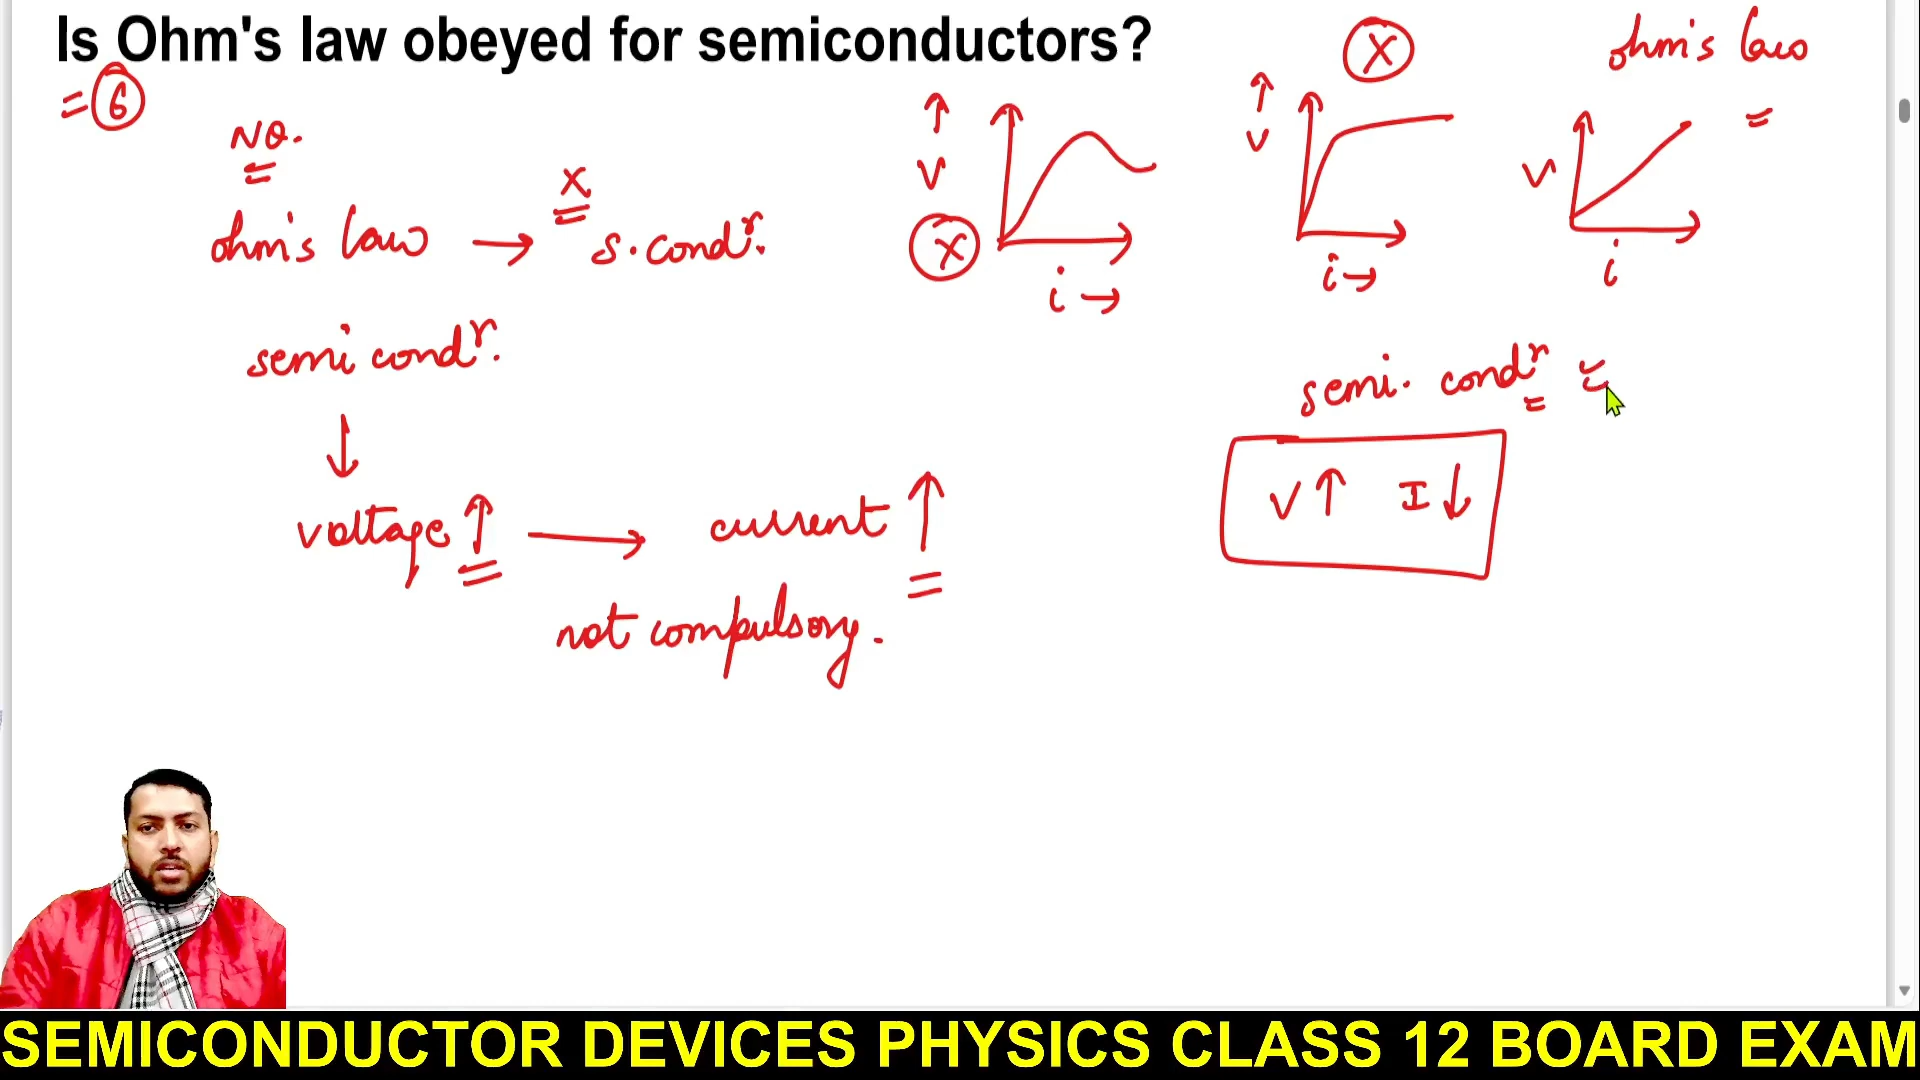 Is Ohm's law obeyed for semiconductors?
= 6
NO.
ohm's law → x s.condʳ.
semi condʳ.
↓
voltage ↑ → current ↑
not compulsory.
↑
V
X
i →
X
↑
V
i →
ohm's law
=
V
i
semi. condʳ
V↑ I↓
SEMICONDUCTOR DEVICES PHYSICS CLASS 12 BOARD EXAM